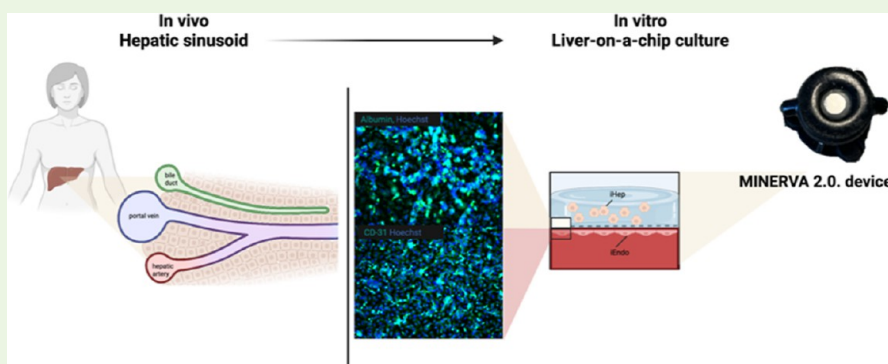 In vivo
Hepatic sinusoid
In vitro
Liver-on-a-chip culture
Albumin, Hoechst
bile
duct
portal vein
hepatic
artery
CD-31 Hoechst
iHep
iEndo
MINERVA 2.0. device